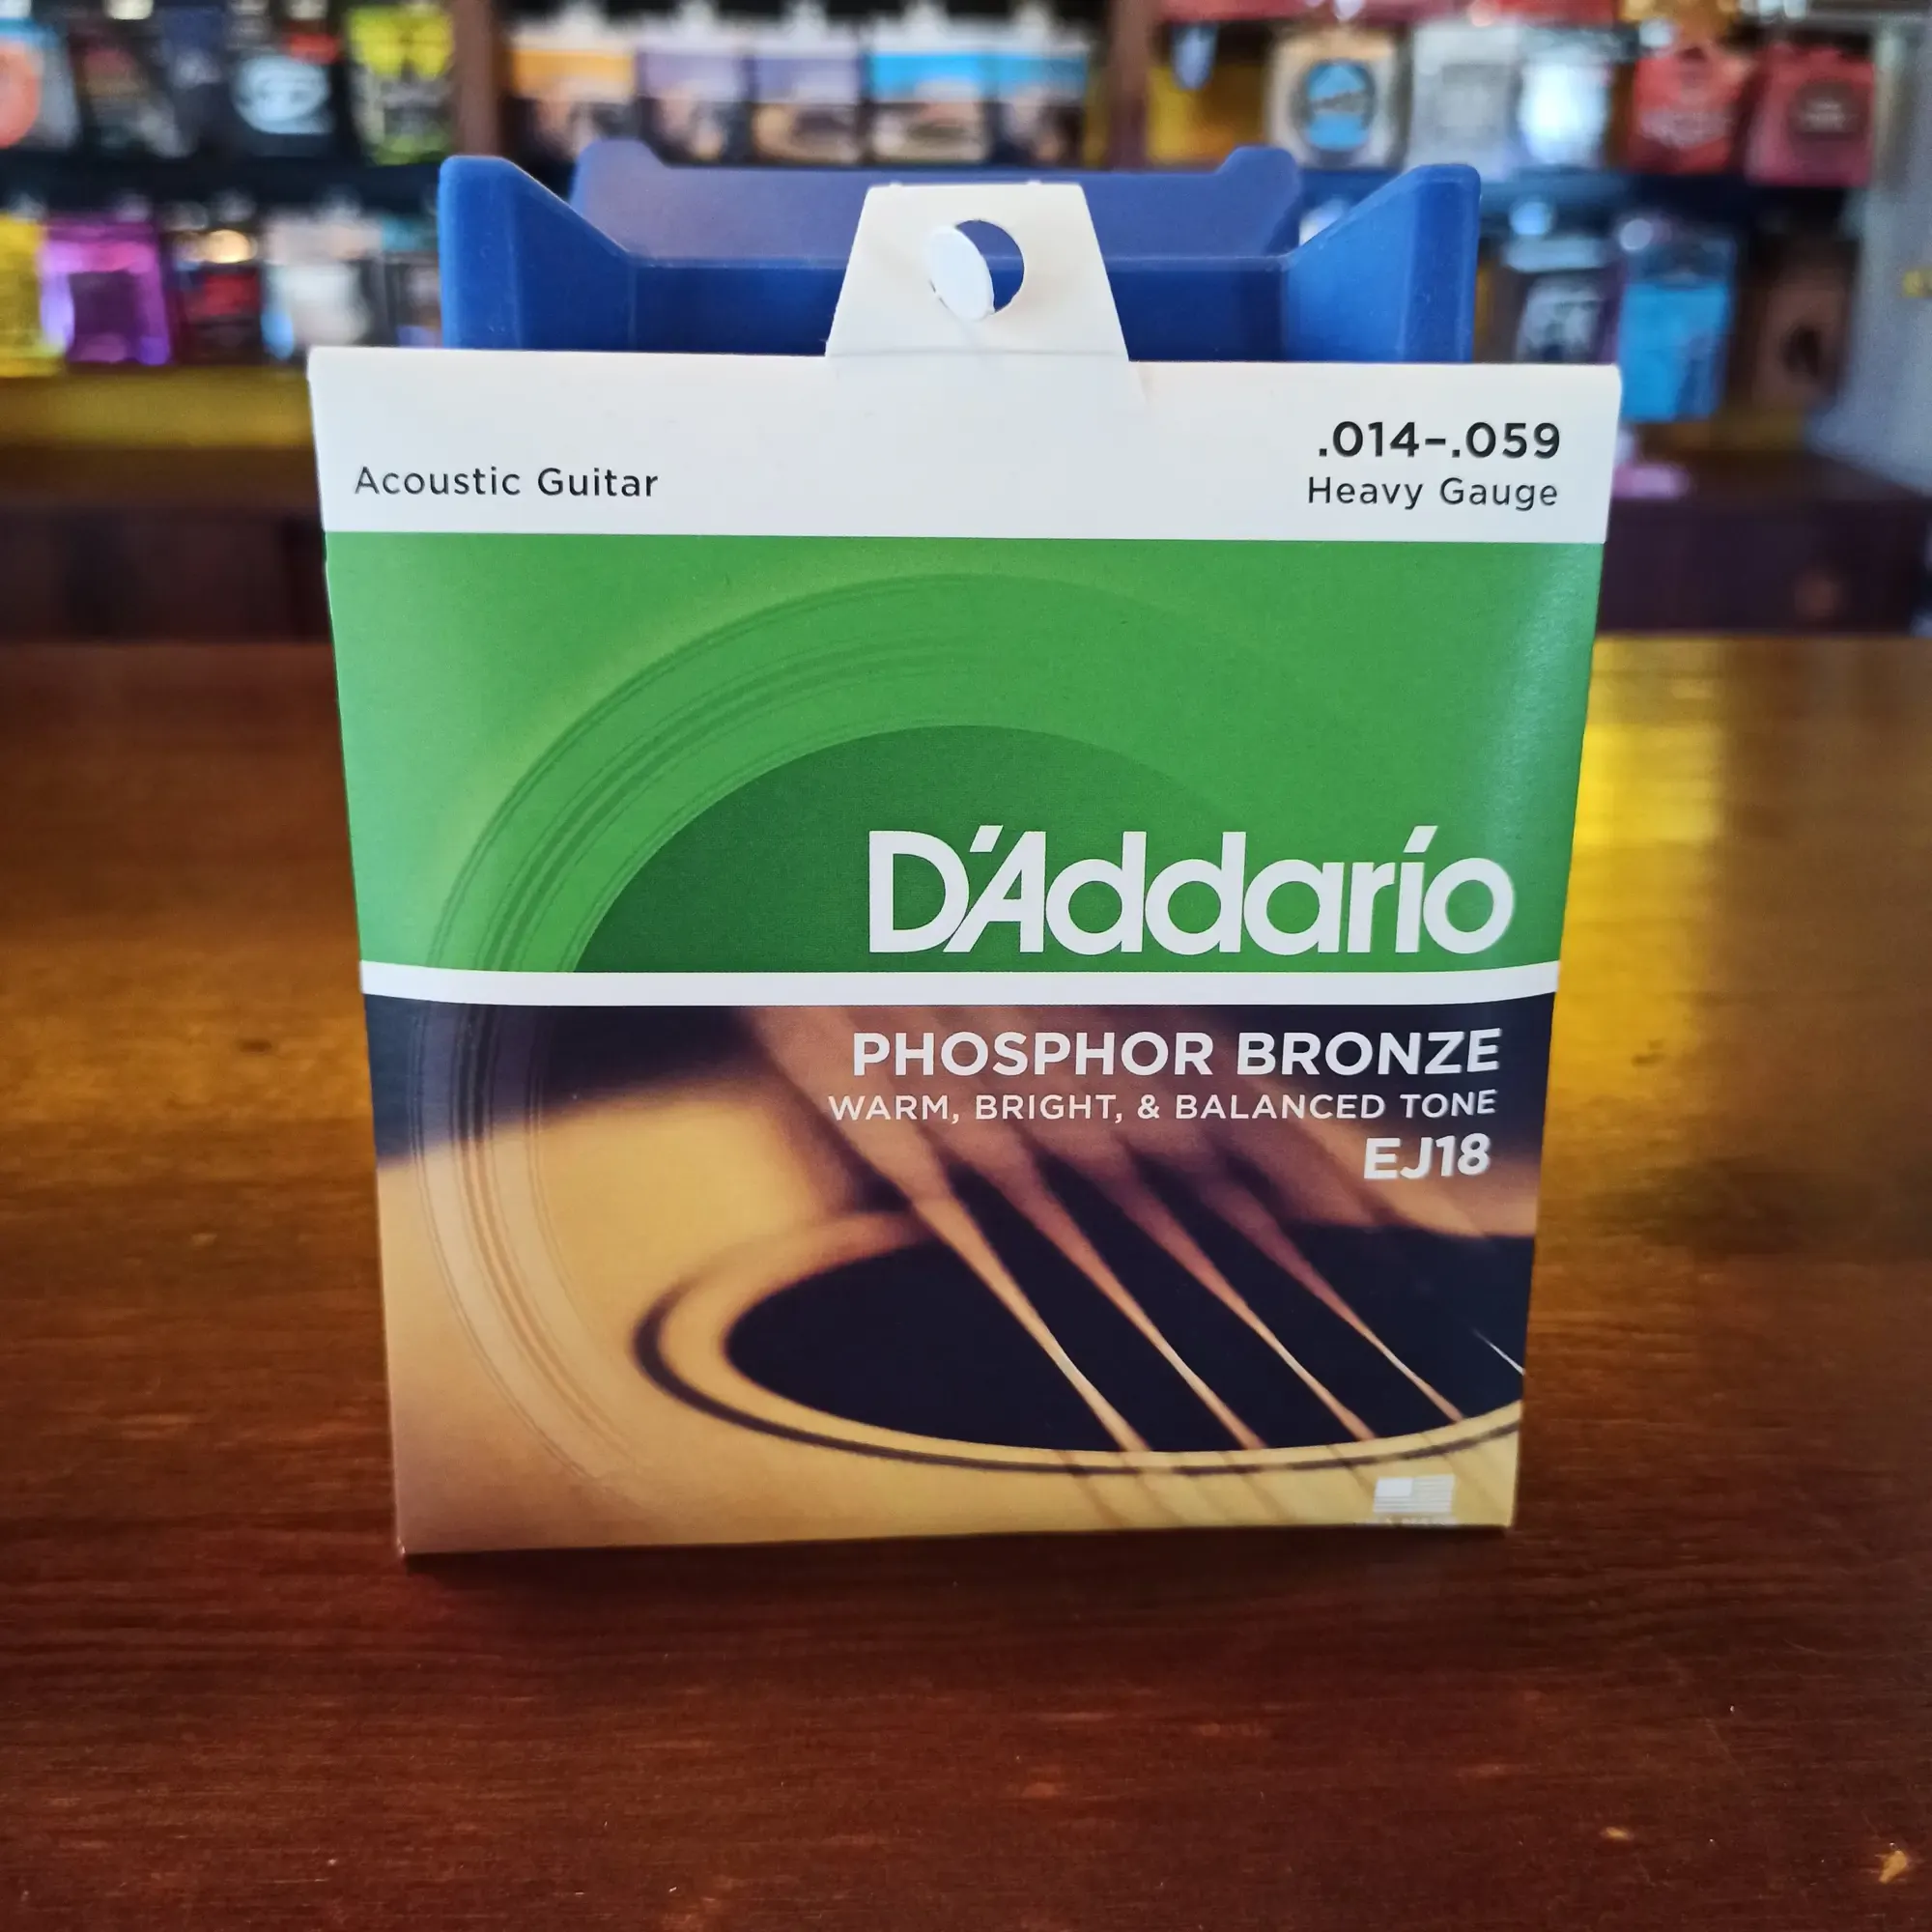 Acoustic Guitar
.014–.059
Heavy Gauge
D'Addario
PHOSPHOR BRONZE
WARM, BRIGHT, & BALANCED TONE
EJ18